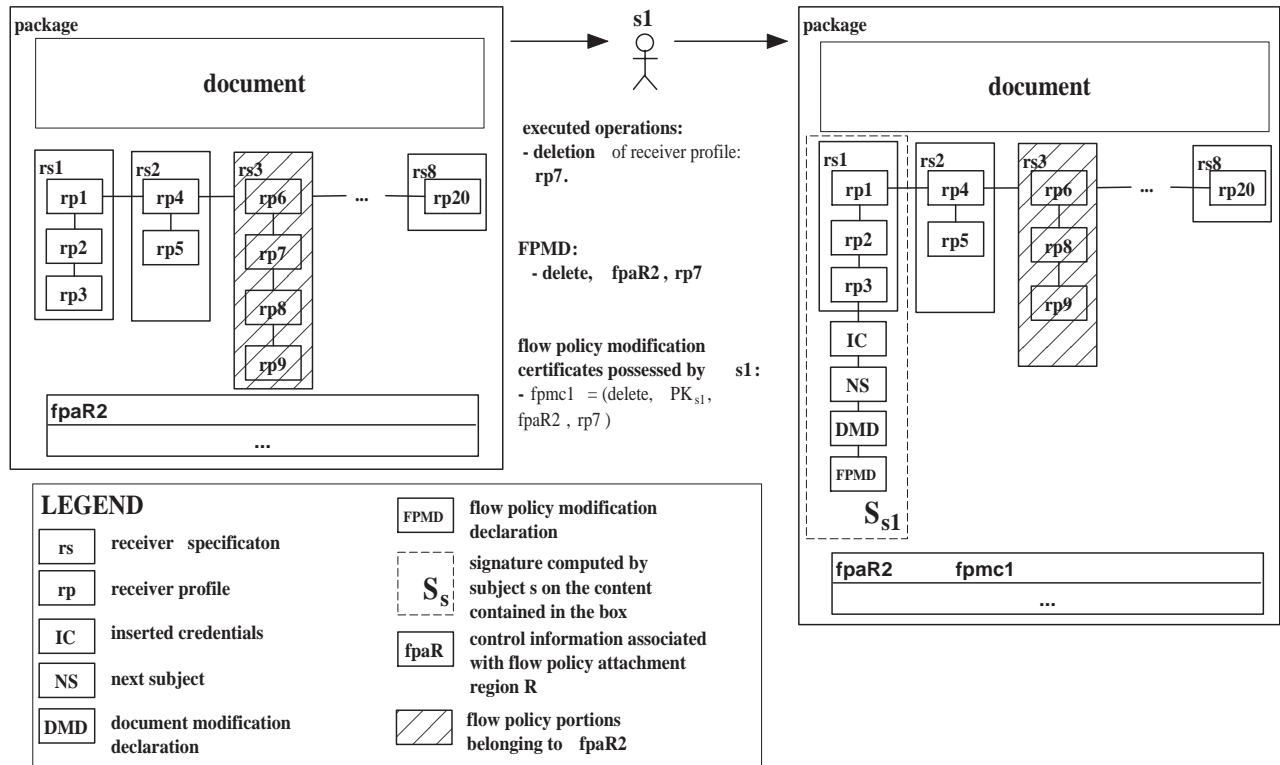 package
document
rs1
rp1
rp2
rp3
rs2
rp4
rp5
rs3
rp6
rp7
rp8
rp9
...
rs8
rp20
fpaR2
...
s1
executed operations:
- deletion of receiver profile:
rp7.
FPMD:
- delete, fpaR2 , rp7
flow policy modification
certificates possessed by s1:
- fpmc1 = (delete, PKs1,
fpaR2 , rp7 )
package
document
rs1
rp1
rp2
rp3
IC
NS
DMD
FPMD
Ss1
rs2
rp4
rp5
rs3
rp6
rp8
rp9
...
rs8
rp20
fpaR2 fpmc1
...
LEGEND
rs receiver specificaton
rp receiver profile
IC inserted credentials
NS next subject
DMD document modification
declaration
FPMD flow policy modification
declaration
Ss signature computed by
subject s on the content
contained in the box
fpaR control information associated
with flow policy attachment
region R
flow policy portions
belonging to fpaR2